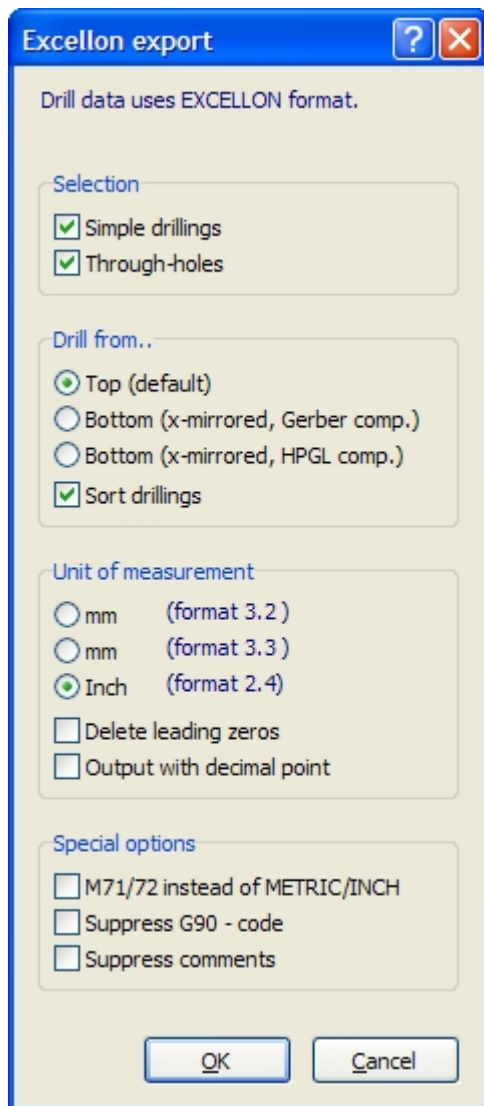 Excellon export
Drill data uses EXCELLON format.
Selection
Simple drillings
Through-holes
Drill from..
Top (default)
Bottom (x-mirrored, Gerber comp.)
Bottom (x-mirrored, HPGL comp.)
Sort drillings
Unit of measurement
mm (format 3.2 )
mm (format 3.3 )
Inch (format 2.4)
Delete leading zeros
Output with decimal point
Special options
M71/72 instead of METRIC/INCH
Suppress G90 - code
Suppress comments
OK Cancel